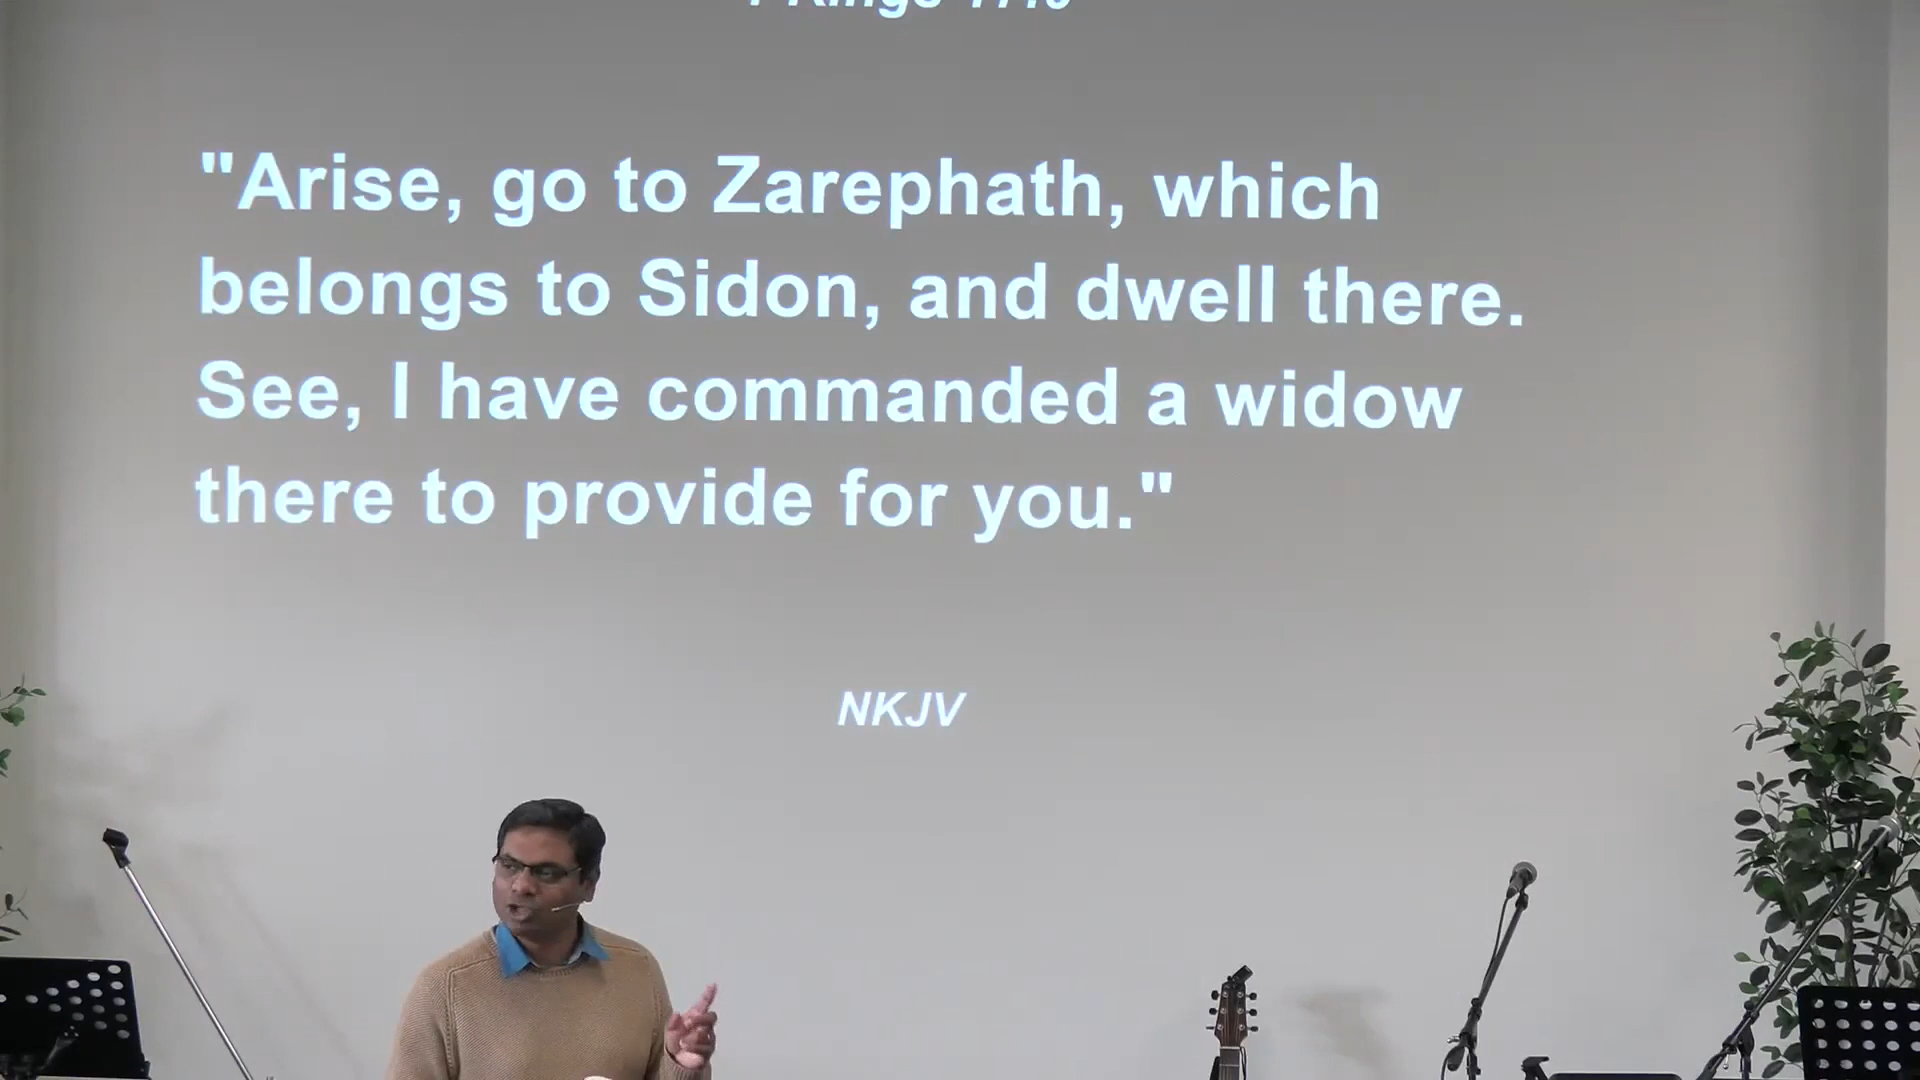 "Arise, go to Zarephath, which
belongs to Sidon, and dwell there.
See, I have commanded a widow
there to provide for you."
NKJV